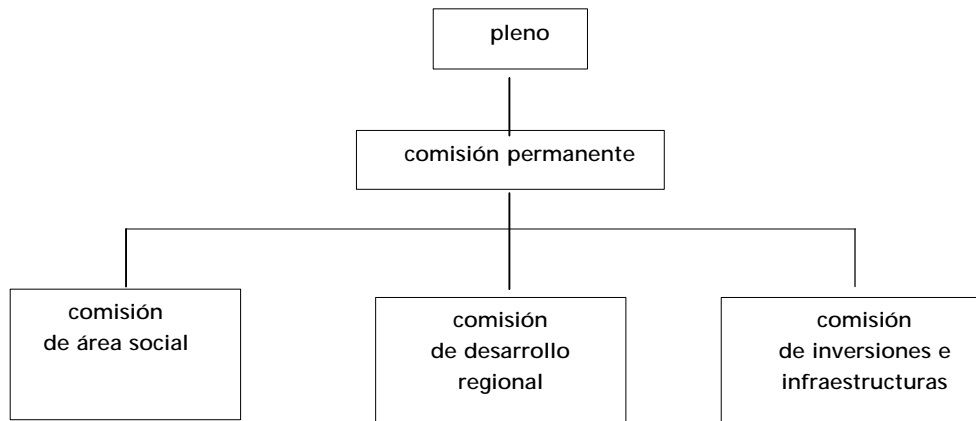 pleno
comisión permanente
comisión
de área social
comisión
de desarrollo
regional
comisión
de inversiones e
infraestructuras